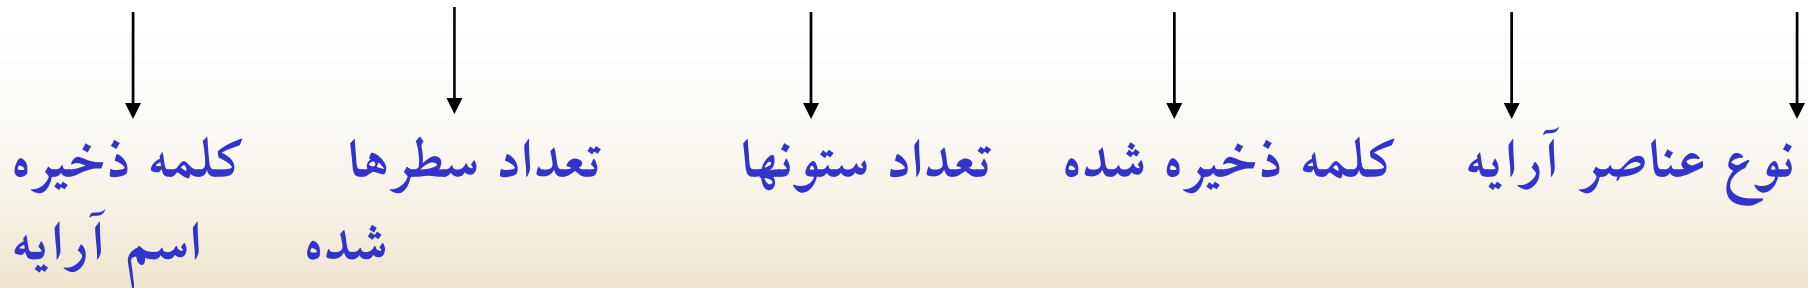 نوع عناصر آرایه کلمه ذخیره شده تعداد ستونها تعداد سطرها کلمه ذخیره
شده اسم آرایه